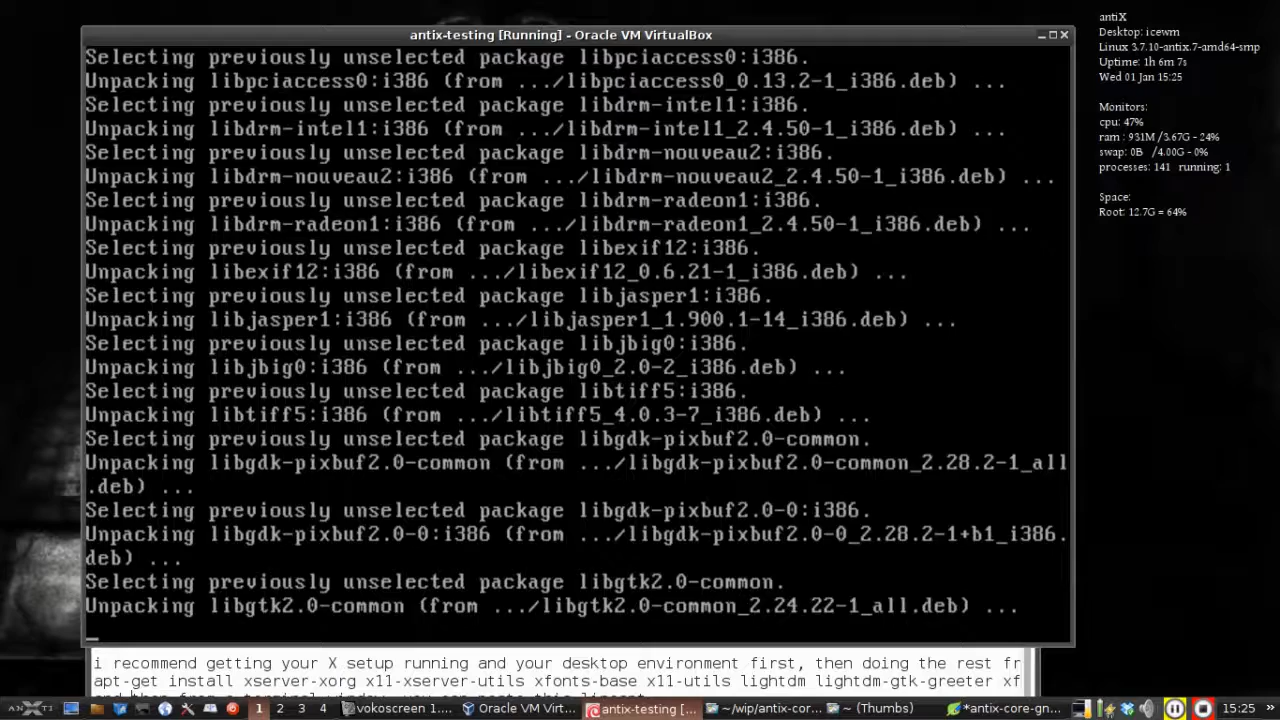 antix-testing [Running] - Oracle VM VirtualBox
Selecting previously unselected package libpciaccess0:i386.
Unpacking libpciaccess0:i386 (from .../libpciaccess0_0.13.2-1_i386.deb) ...
Selecting previously unselected package libdrm-intel1:i386.
Unpacking libdrm-intel1:i386 (from .../libdrm-intel1_2.4.50-1_i386.deb) ...
Selecting previously unselected package libdrm-nouveau2:i386.
Unpacking libdrm-nouveau2:i386 (from .../libdrm-nouveau2_2.4.50-1_i386.deb) ...
Selecting previously unselected package libdrm-radeon1:i386.
Unpacking libdrm-radeon1:i386 (from .../libdrm-radeon1_2.4.50-1_i386.deb) ...
Selecting previously unselected package libexif12:i386.
Unpacking libexif12:i386 (from .../libexif12_0.6.21-1_i386.deb) ...
Selecting previously unselected package libjasper1:i386.
Unpacking libjasper1:i386 (from .../libjasper1_1.900.1-14_i386.deb) ...
Selecting previously unselected package libjbig0:i386.
Unpacking libjbig0:i386 (from .../libjbig0_2.0-2_i386.deb) ...
Selecting previously unselected package libtiff5:i386.
Unpacking libtiff5:i386 (from .../libtiff5_4.0.3-7_i386.deb) ...
Selecting previously unselected package libgdk-pixbuf2.0-common.
Unpacking libgdk-pixbuf2.0-common (from .../libgdk-pixbuf2.0-common_2.28.2-1_all
.deb) ...
Selecting previously unselected package libgdk-pixbuf2.0-0:i386.
Unpacking libgdk-pixbuf2.0-0:i386 (from .../libgdk-pixbuf2.0-0_2.28.2-1+b1_i386.
deb) ...
Selecting previously unselected package libgtk2.0-common.
Unpacking libgtk2.0-common (from .../libgtk2.0-common_2.24.22-1_all.deb) ...
i recommend getting your X setup running and your desktop environment first, then doing the rest fr
apt-get install xserver-xorg x11-xserver-utils xfonts-base x11-utils lightdm lightdm-gtk-greeter xf
antiX
Desktop: icewm
Linux 3.7.10-antix.7-amd64-smp
Uptime: 1h 6m 7s
Wed 01 Jan 15:25
Monitors:
cpu: 47%
ram : 931M /3.67G - 24%
swap: 0B /4.00G - 0%
processes: 141 running: 1
Space:
Root: 12.7G = 64%
1 2 3 4 vokoscreen 1.... Oracle VM Virt... antix-testing [... ~/wip/antix-cor... ~ (Thumbs) *antix-core-gn... 15:25